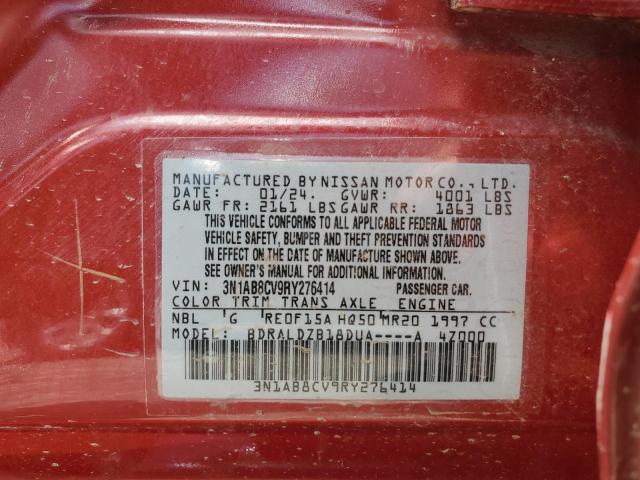 MANUFACTURED BY NISSAN MOTOR CO., LTD.
DATE: 01/24. GVWR: 4001 LBS
GAWR FR: 2161 LBS GAWR RR: 1863 LBS
THIS VEHICLE CONFORMS TO ALL APPLICABLE FEDERAL MOTOR
VEHICLE SAFETY, BUMPER AND THEFT PREVENTION STANDARDS
IN EFFECT ON THE DATE OF MANUFACTURE SHOWN ABOVE.
SEE OWNER'S MANUAL FOR ADDITIONAL INFORMATION.
VIN: 3N1AB8CV9RY276414 PASSENGER CAR.
COLOR TRIM TRANS AXLE ENGINE
NBL G RE0F15A HQ50 MR20 1997 CC
MODEL: BDRALDZB18DUA----A 47000
3N1AB8CV9RY276414